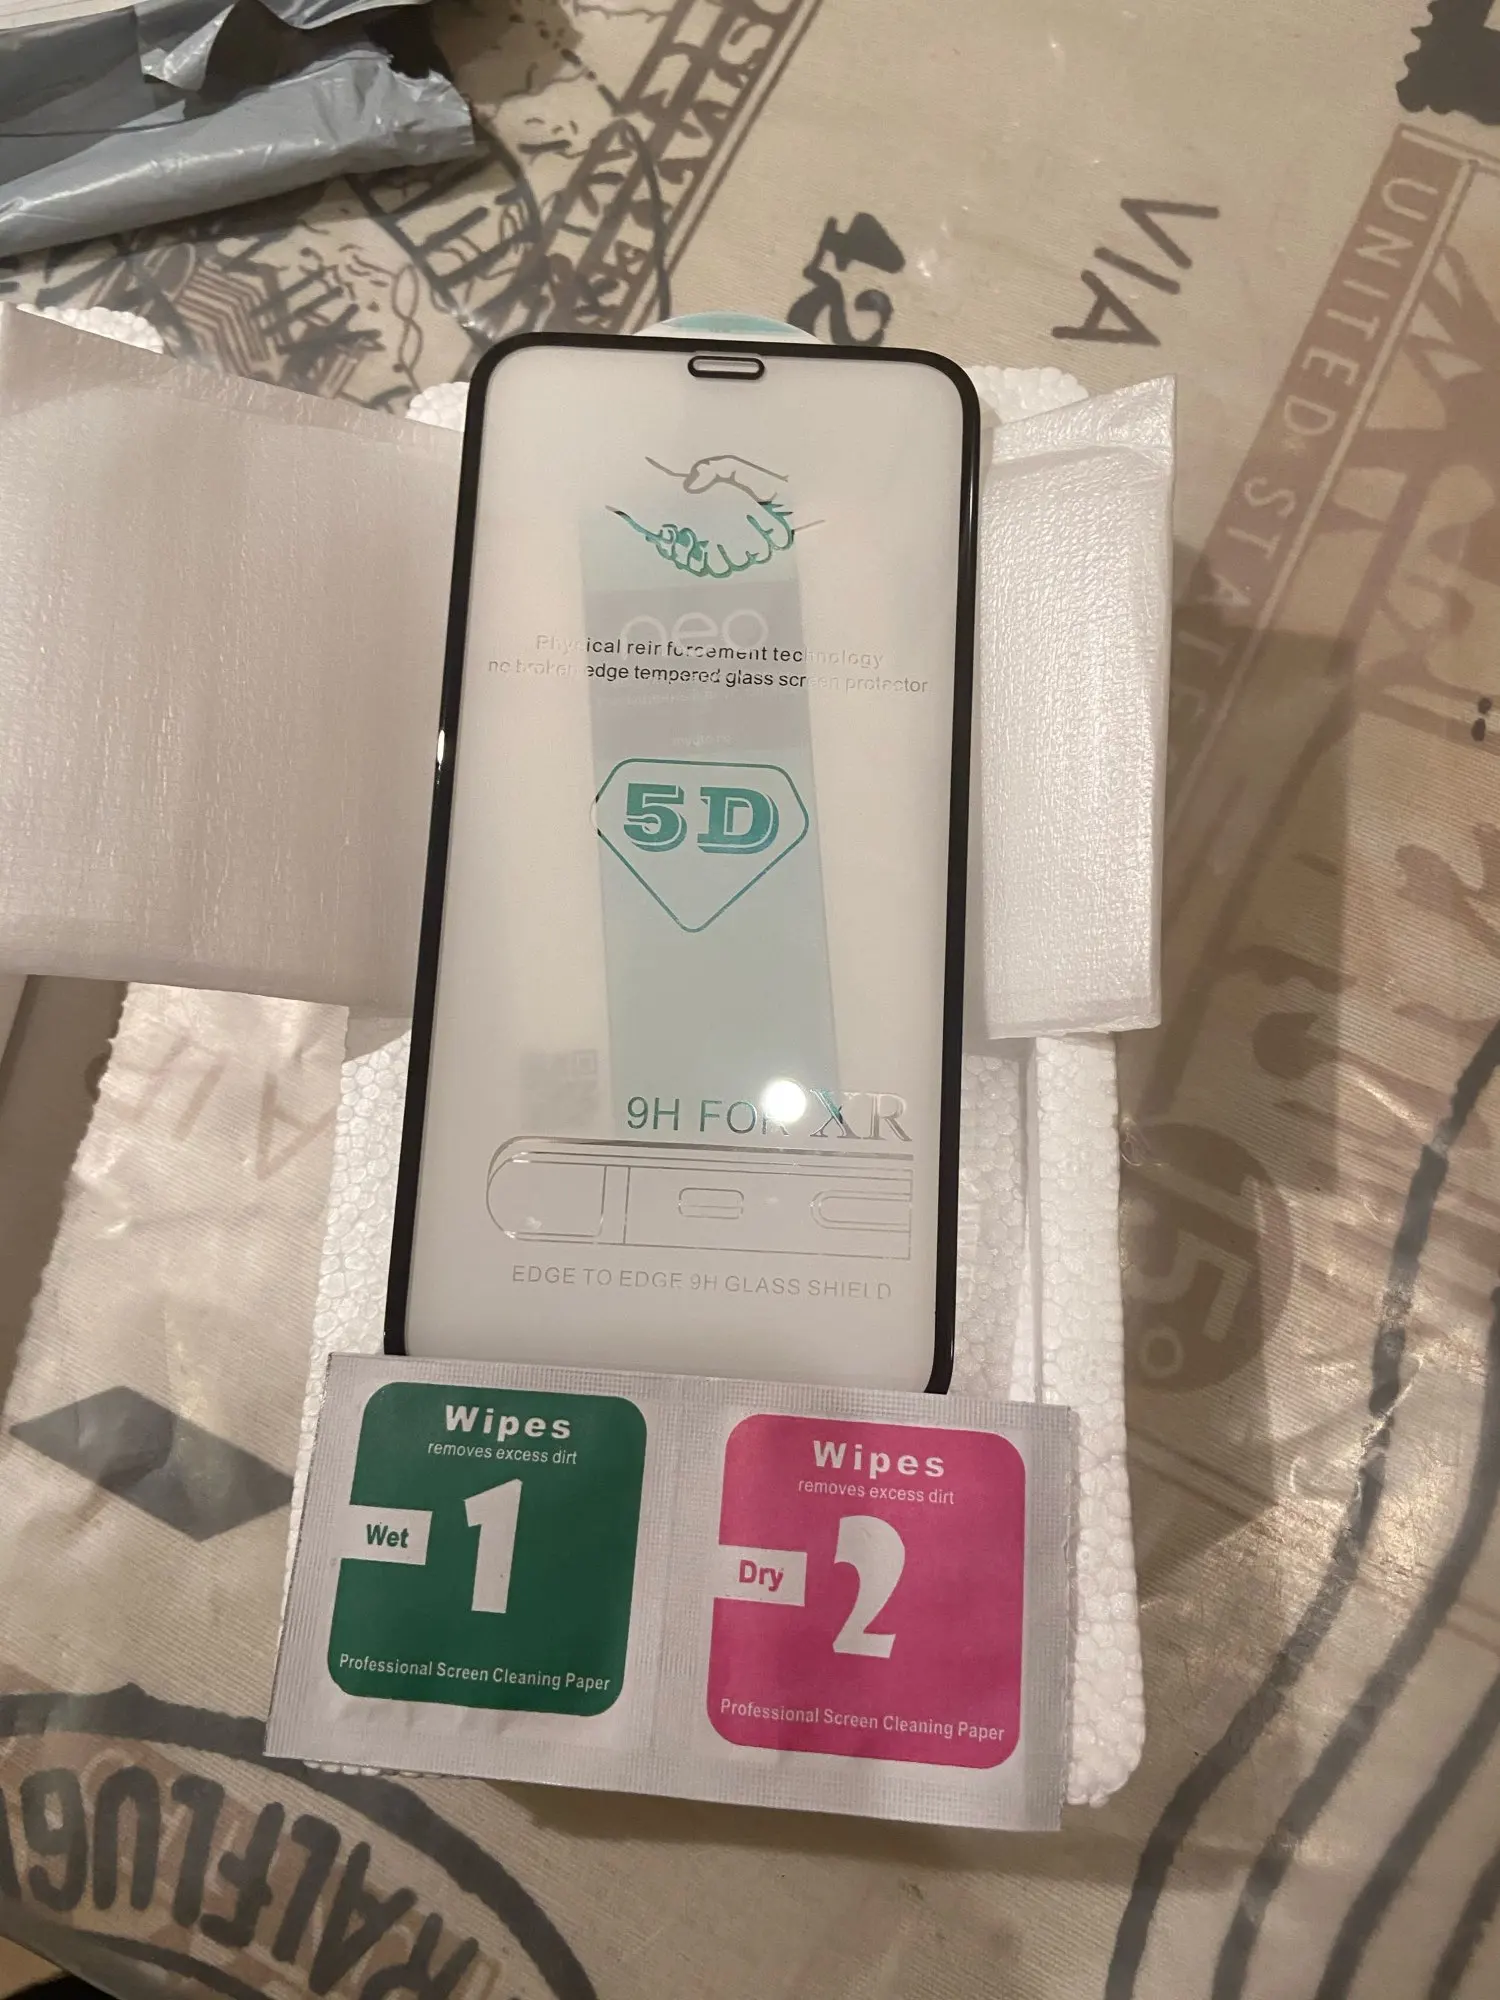 VIA
UNITED STATE
neo
Physical reinforcement technology
no broken edge tempered glass screen protector
5D
9H FOR XR
EDGE TO EDGE 9H GLASS SHIELD
Wipes
removes excess dirt
Wet
1
Professional Screen Cleaning Paper
Wipes
removes excess dirt
Dry
2
Professional Screen Cleaning Paper